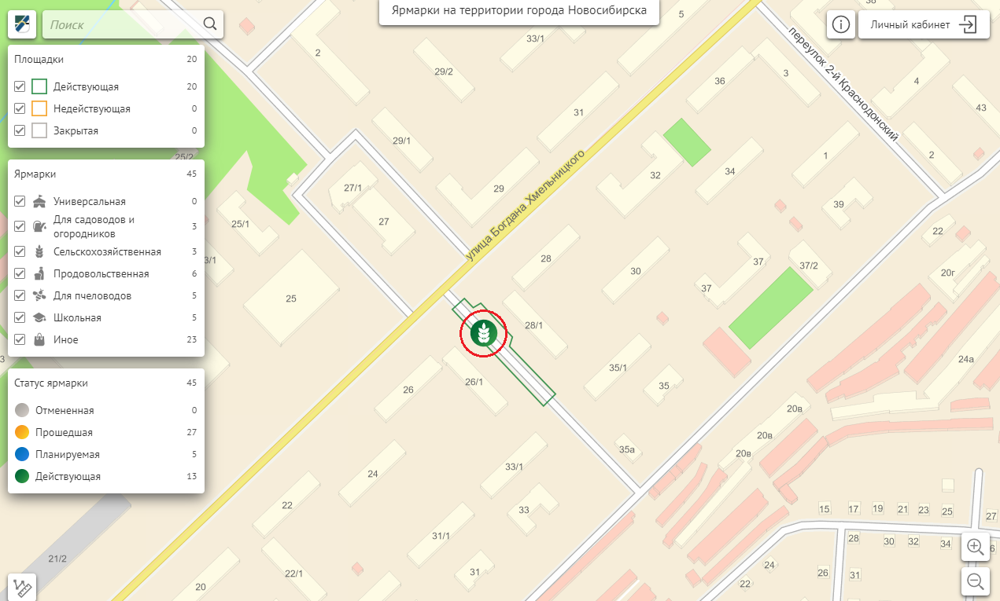 Ярмарки на территории города Новосибирска
Поиск
Личный кабинет
Площадки 20
Действующая 20
Недействующая 0
Закрытая 0
Ярмарки 45
Универсальная 0
Для садоводов и
огородников 3
Сельскохозяйственная 3
Продовольственная 6
Для пчеловодов 5
Школьная 5
Иное 23
Статус ярмарки 45
Отмененная 0
Прошедшая 27
Планируемая 5
Действующая 13
улица Богдана Хмельницкого
переулок 2-й Краснодонский
5
33/1
2
29/2
31
36
3
4
43
29/1
25/2
1
2
34
32
29
27/1
27
25/1
39
22
3/1
28
30
37
37/2
37
20г
25
28/1
35/1
35
24а
3
26
26/1
20в
20в
20в
35а
24
33/1
22
33
31/1
21/2
22/1
31
20
15
17
19
21
23
25
27
28
30
32
34
24
22
26
31